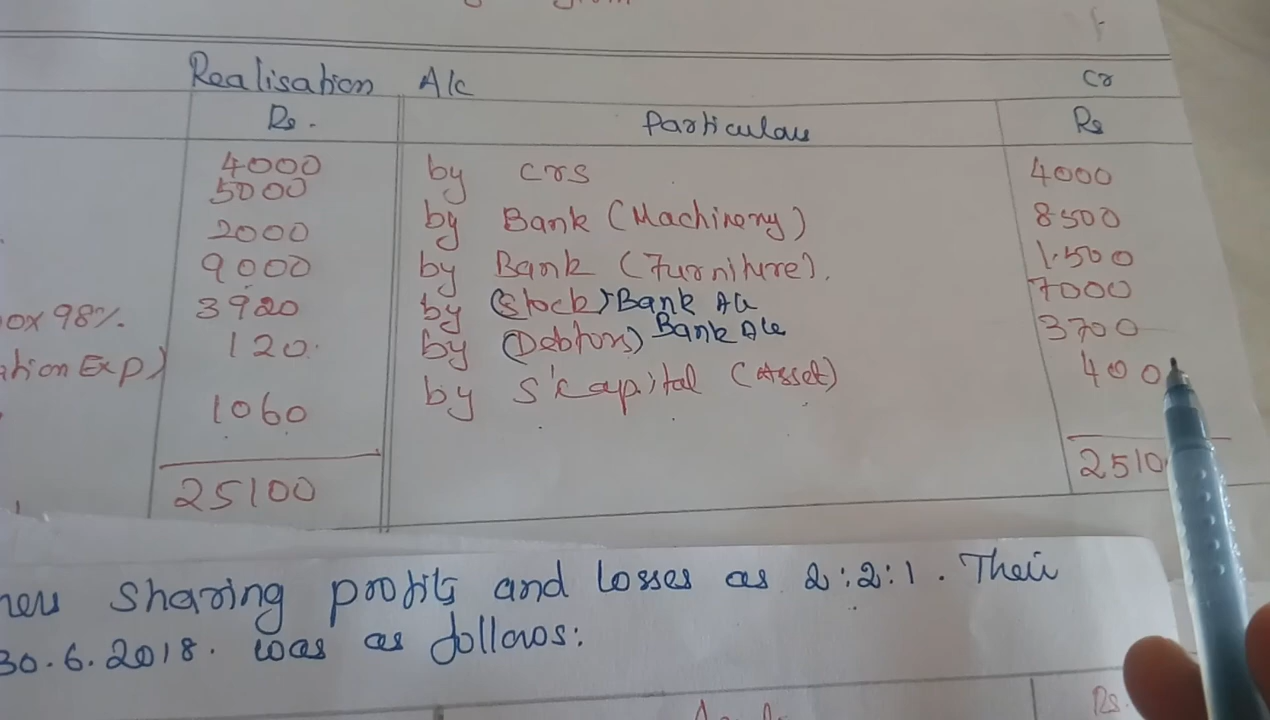 Realisation A/c Cr
Rs. Particulars Rs
4000 by crs 4000
5000
2000 by Bank (Machinery) 8500
9000 by Bank (Furniture). 1500
ox 98%. 3920 by (Stock) Bank A/c 7000
ation Exp) 120 by (Debtors) Bank A/c 3700
1060 by S' Capital (Asset) 400
25100 2510
sharing profits and losses as 2:2:1. Their
30.6.2018. was as follows:
Rs.